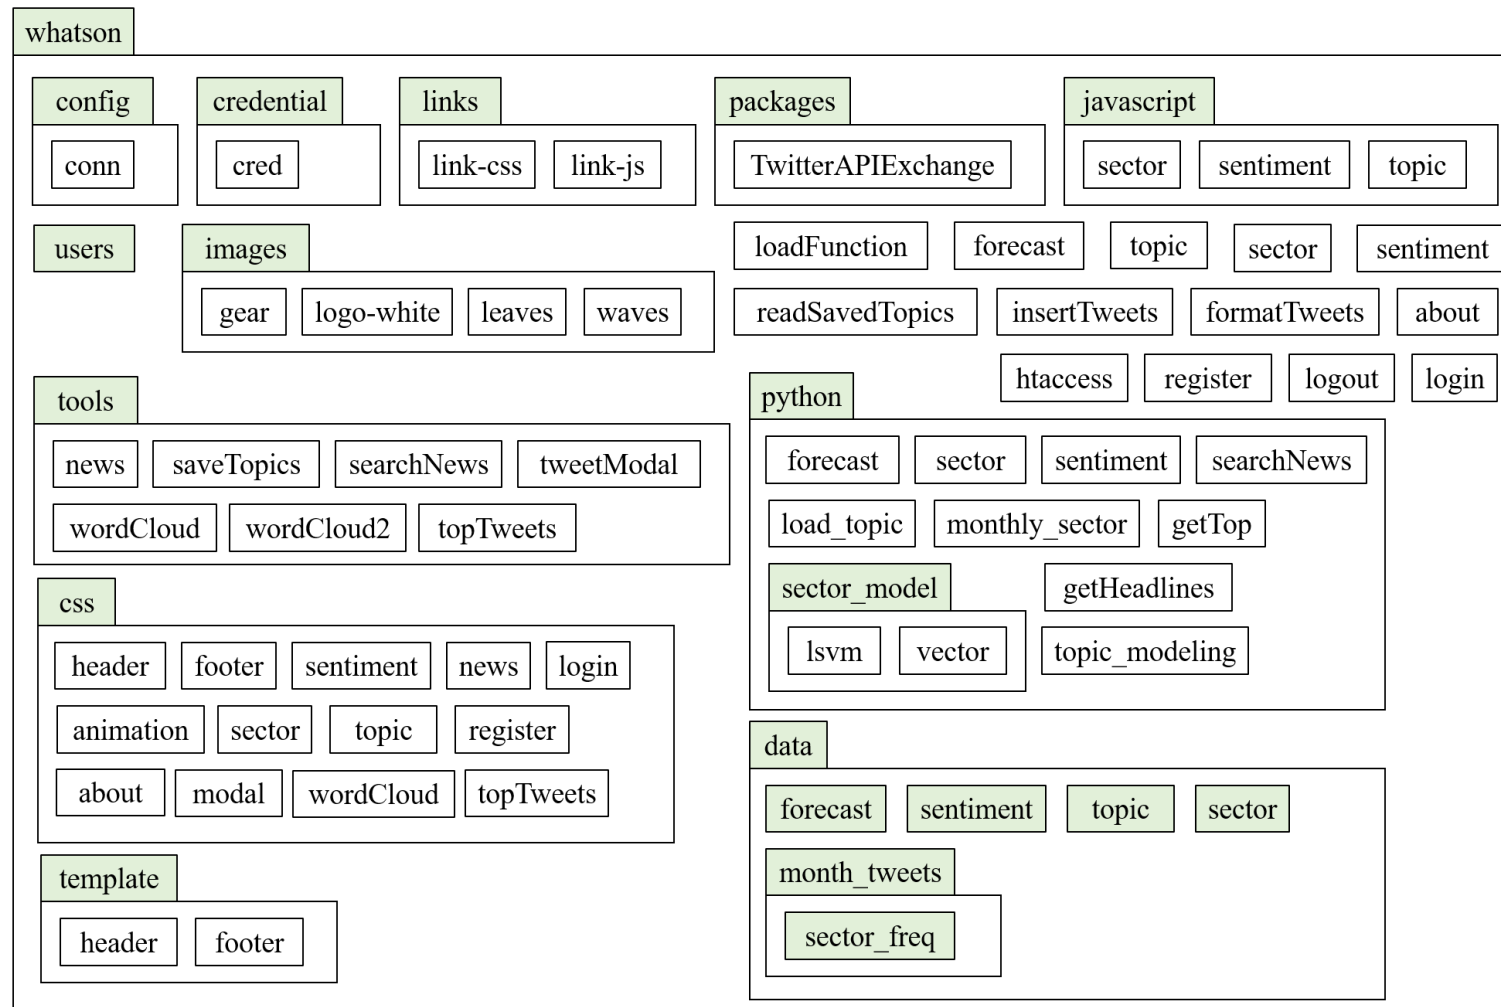 whatson
config
conn
credential
cred
links
link-css link-js
packages
TwitterAPIExchange
javascript
sector sentiment topic
users
images
gear logo-white leaves waves
loadFunction forecast topic sector sentiment
readSavedTopics insertTweets formatTweets about
htaccess register logout login
tools
news saveTopics searchNews tweetModal
wordCloud wordCloud2 topTweets
python
forecast sector sentiment searchNews
load_topic monthly_sector getTop
sector_model getHeadlines
lsvm vector topic_modeling
css
header footer sentiment news login
animation sector topic register
about modal wordCloud topTweets
data
forecast sentiment topic sector
month_tweets
sector_freq
template
header footer